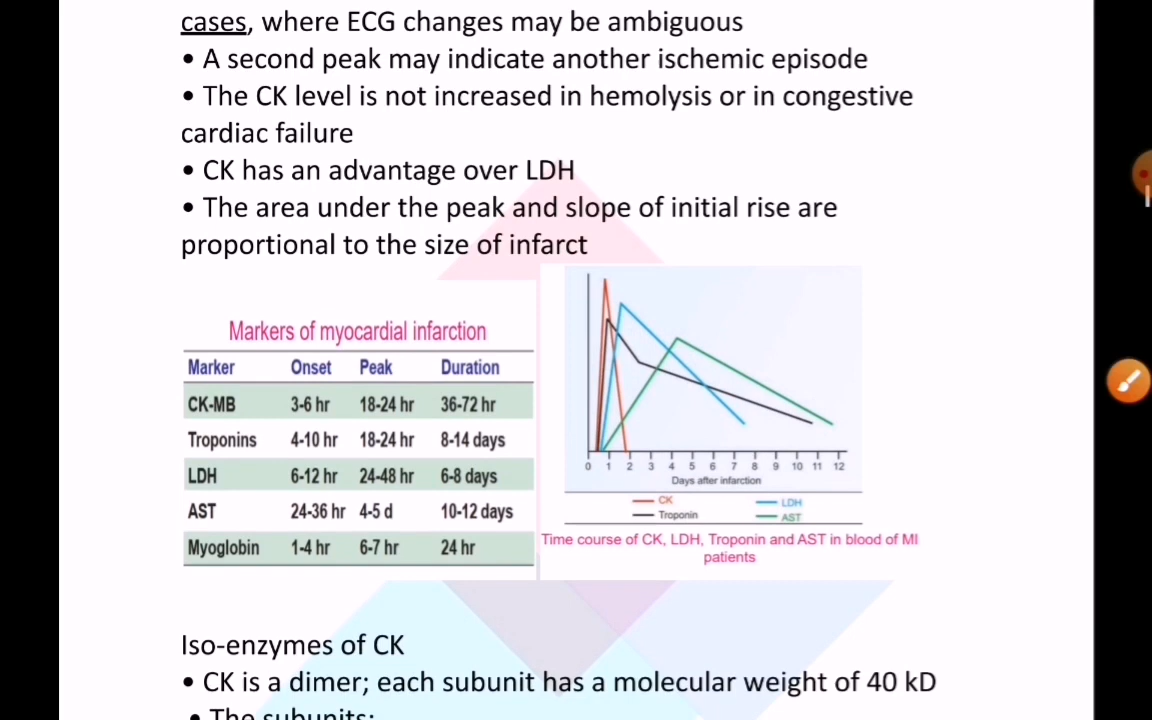 cases, where ECG changes may be ambiguous
• A second peak may indicate another ischemic episode
• The CK level is not increased in hemolysis or in congestive
cardiac failure
• CK has an advantage over LDH
• The area under the peak and slope of initial rise are
proportional to the size of infarct
Markers of myocardial infarction
Marker Onset Peak Duration
CK-MB 3-6 hr 18-24 hr 36-72 hr
Troponins 4-10 hr 18-24 hr 8-14 days
LDH 6-12 hr 24-48 hr 6-8 days
AST 24-36 hr 4-5 d 10-12 days
Myoglobin 1-4 hr 6-7 hr 24 hr
0 1 2 3 4 5 6 7 8 9 10 11 12
Days after infarction
CK LDH
Troponin AST
Time course of CK, LDH, Troponin and AST in blood of MI
patients
Iso-enzymes of CK
• CK is a dimer; each subunit has a molecular weight of 40 kD
• The subunits: